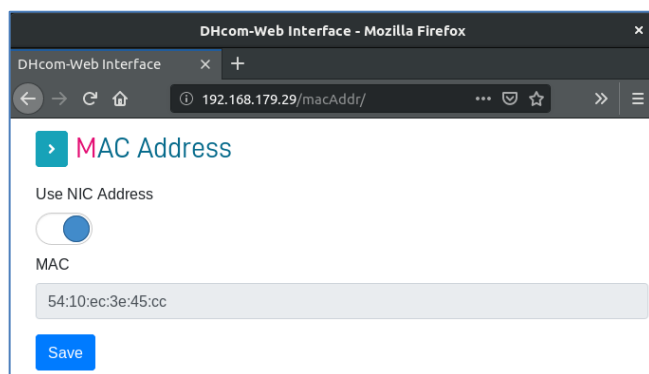 DHcom-Web Interface - Mozilla Firefox
DHcom-Web Interface
192.168.179.29/macAddr/
MAC Address
Use NIC Address
MAC
54:10:ec:3e:45:cc
Save